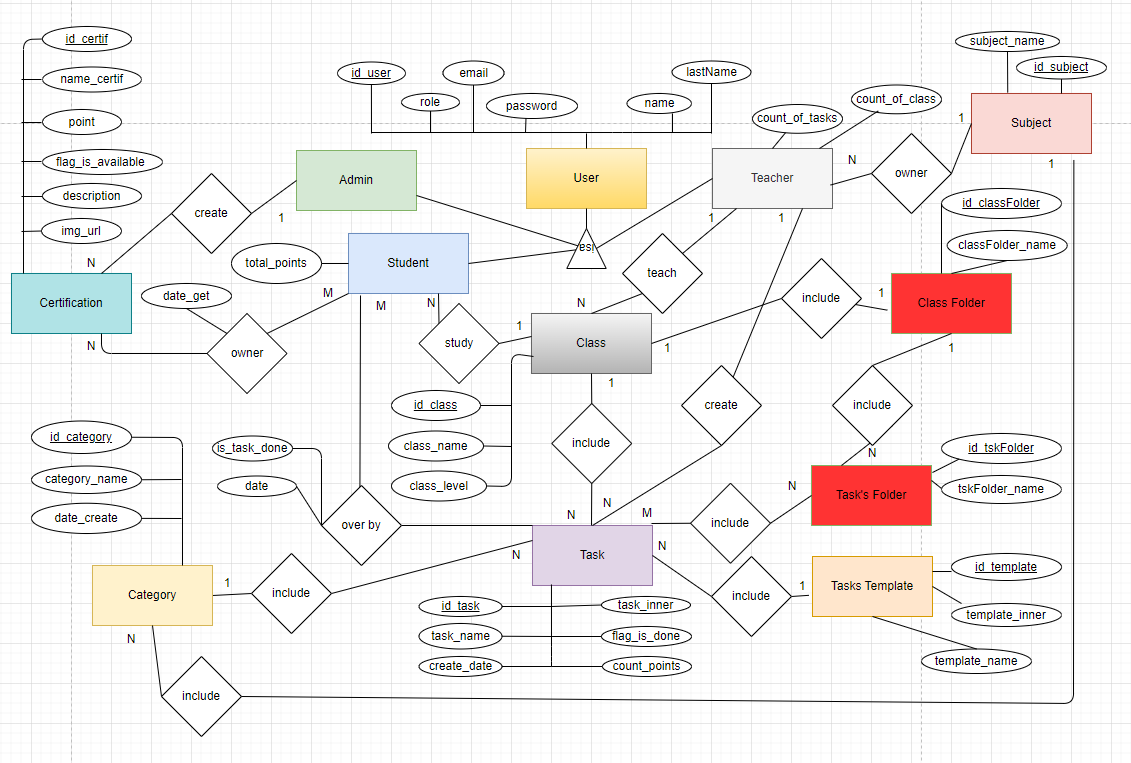 id_certif
name_certif
point
flag_is_available
description
img_url
id_user
role
email
password
name
lastName
count_of_tasks
count_of_class
subject_name
id_subject
Subject
1
1
Admin
User
Teacher
N
owner
create
1
N
1
1
isa
id_classFolder
classFolder_name
total_points
Student
teach
N
M
M
N
Certification
date_get
owner
N
study
1
Class
1
1
include
1
Class Folder
1
id_class
class_name
class_level
include
create
include
N
id_category
category_name
date_create
is_task_done
date
over by
N
N
M
N
N
include
N
Task's Folder
id_tskFolder
tskFolder_name
Task
Category
1
include
N
include
1
Tasks Template
id_template
template_inner
template_name
id_task
task_name
create_date
task_inner
flag_is_done
count_points
include